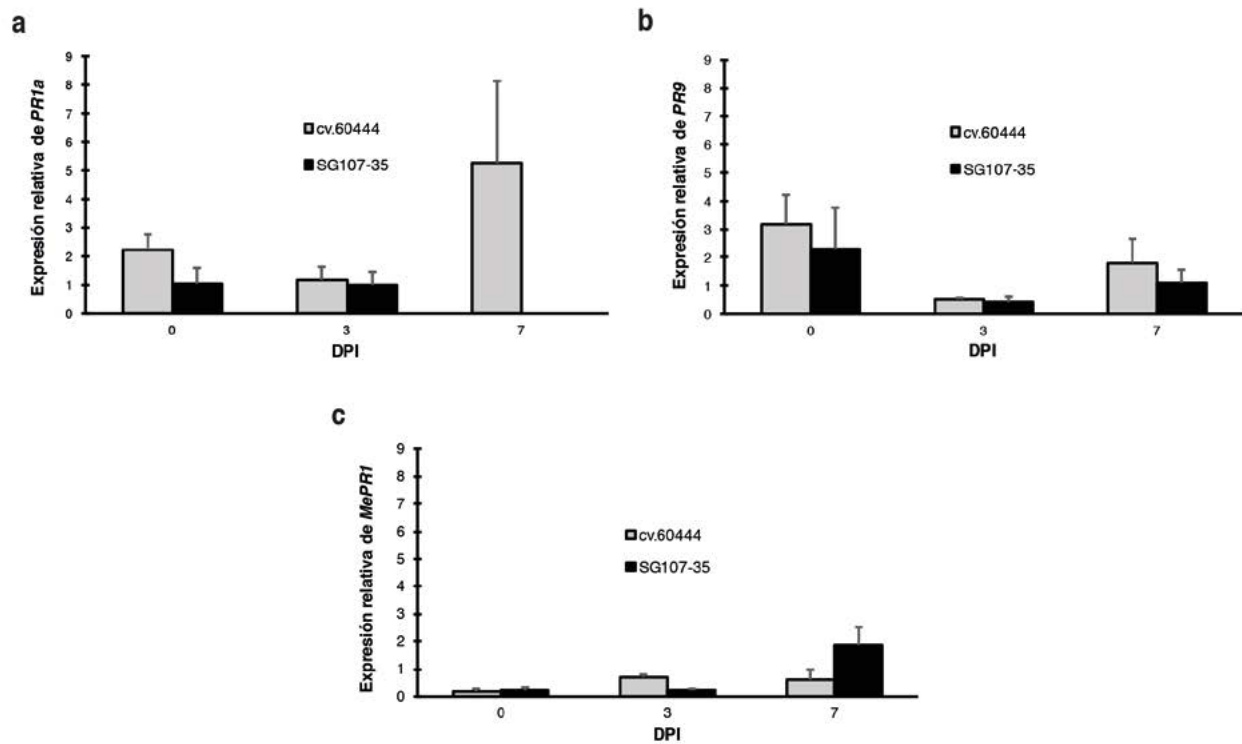 a
Expresión relativa de PR1a
9
8
7
6
5
4
3
2
1
0
cv.60444
SG107-35
0 3 7
DPI
b
Expresión relativa de PR9
9
8
7
6
5
4
3
2
1
0
cv.60444
SG107-35
0 3 7
DPI
c
Expresión relativa de MePR1
9
8
7
6
5
4
3
2
1
0
cv.60444
SG107-35
0 3 7
DPI